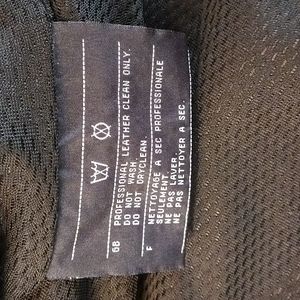 GB
PROFESSIONAL LEATHER CLEAN ONLY.
DO NOT WASH.
DO NOT DRYCLEAN.
F
NETTOYAGE A SEC PROFESSIONALE
SEULEMENT.
NE PAS LAVER.
NE PAS NETTOYER A SEC.